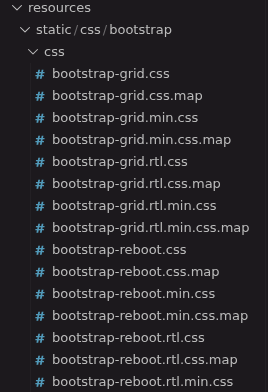 resources
static/css/bootstrap
css
# bootstrap-grid.css
# bootstrap-grid.css.map
# bootstrap-grid.min.css
# bootstrap-grid.min.css.map
# bootstrap-grid.rtl.css
# bootstrap-grid.rtl.css.map
# bootstrap-grid.rtl.min.css
# bootstrap-grid.rtl.min.css.map
# bootstrap-reboot.css
# bootstrap-reboot.css.map
# bootstrap-reboot.min.css
# bootstrap-reboot.min.css.map
# bootstrap-reboot.rtl.css
# bootstrap-reboot.rtl.css.map
# bootstrap-reboot.rtl.min.css